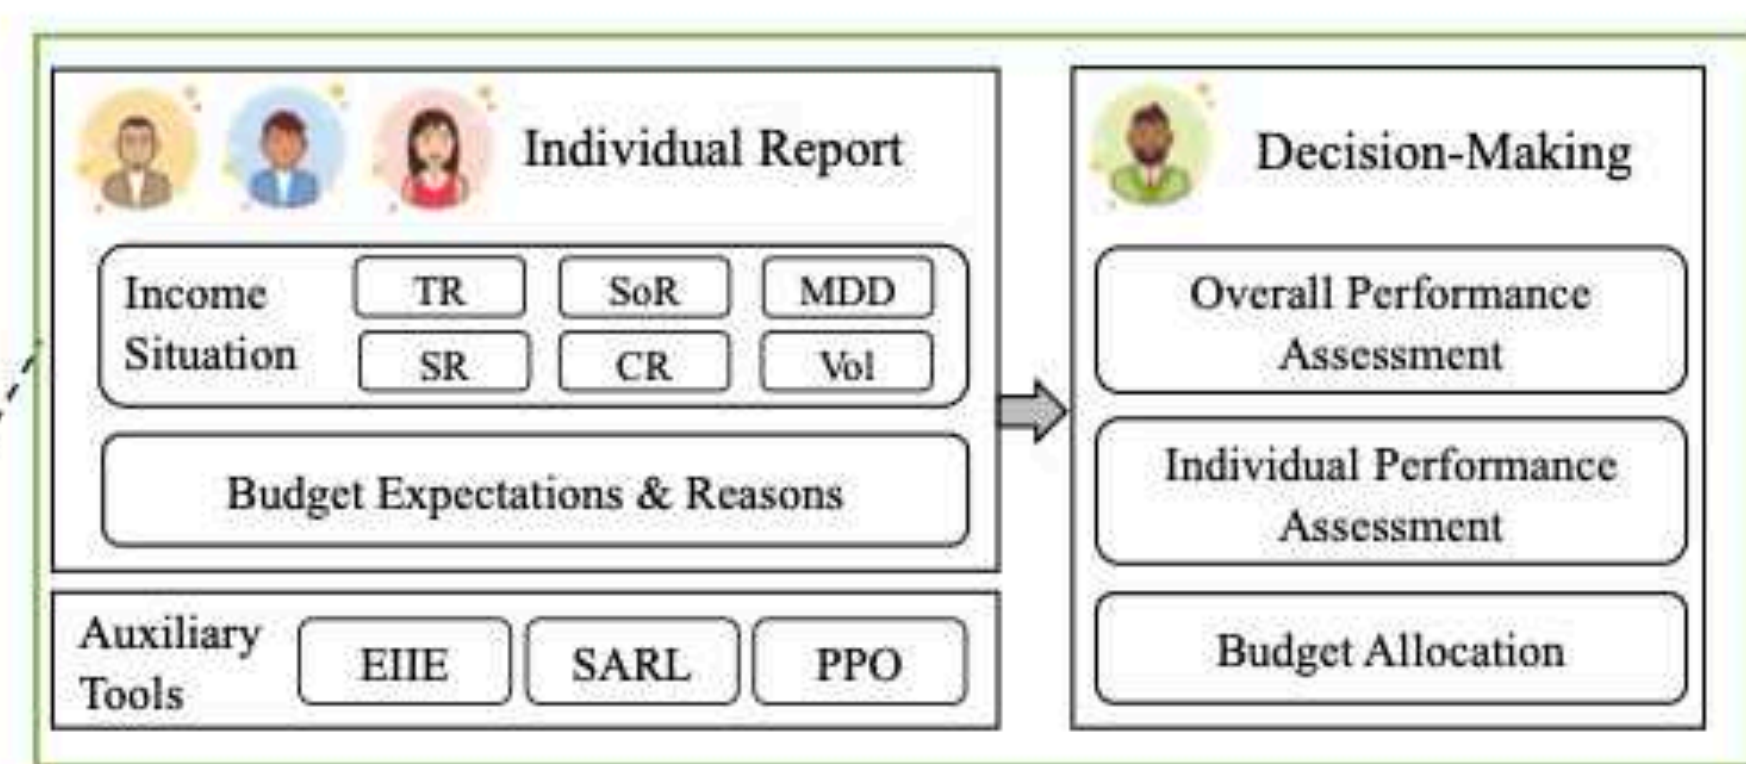 Individual Report
Income
Situation
TR
SoR
MDD
SR
CR
Vol
Budget Expectations & Reasons
Auxiliary
Tools
EIIE
SARL
PPO
Decision-Making
Overall Performance
Assessment
Individual Performance
Assessment
Budget Allocation